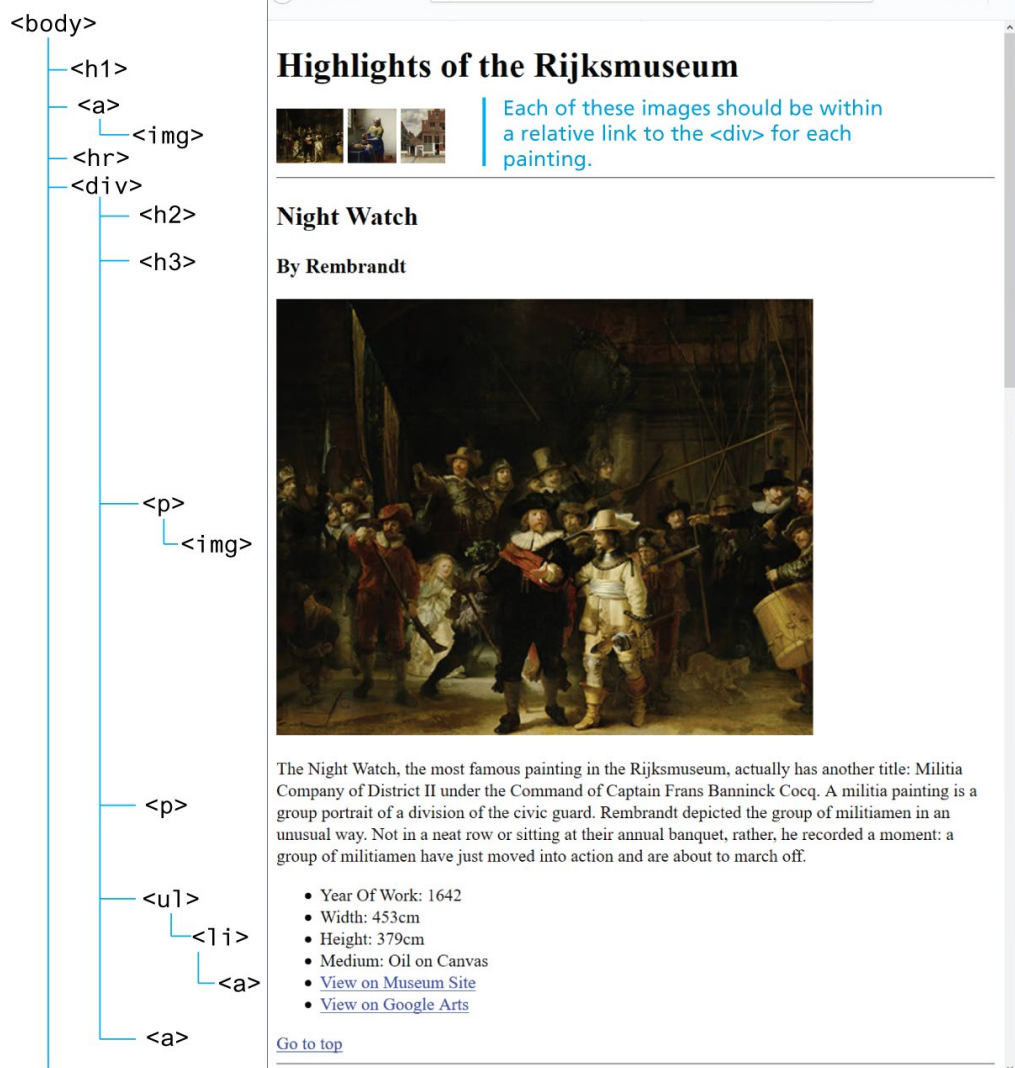 <body>
<h1>
<a>
<img>
<hr>
<div>
<h2>
<h3>
<p>
<img>
<p>
<ul>
<li>
<a>
<a>
Highlights of the Rijksmuseum
Each of these images should be within
a relative link to the <div> for each
painting.
Night Watch
By Rembrandt
The Night Watch, the most famous painting in the Rijksmuseum, actually has another title: Militia
Company of District II under the Command of Captain Frans Banninck Cocq. A militia painting is a
group portrait of a division of the civic guard. Rembrandt depicted the group of militiamen in an
unusual way. Not in a neat row or sitting at their annual banquet, rather, he recorded a moment: a
group of militiamen have just moved into action and are about to march off.
• Year Of Work: 1642
• Width: 453cm
• Height: 379cm
• Medium: Oil on Canvas
• View on Museum Site
• View on Google Arts
Go to top